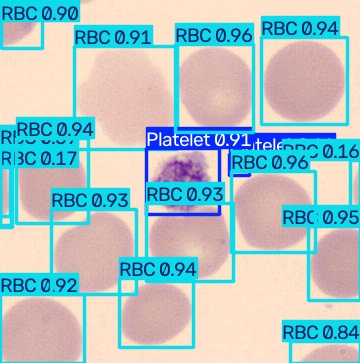 RBC 0.90
RBC 0.91
RBC 0.96
RBC 0.94
RBC 0.94
Platelet 0.91
RBC 0.17
RBC 0.96
0.16
RBC 0.93
RBC 0.93
RBC 0.95
RBC 0.92
RBC 0.94
RBC 0.84